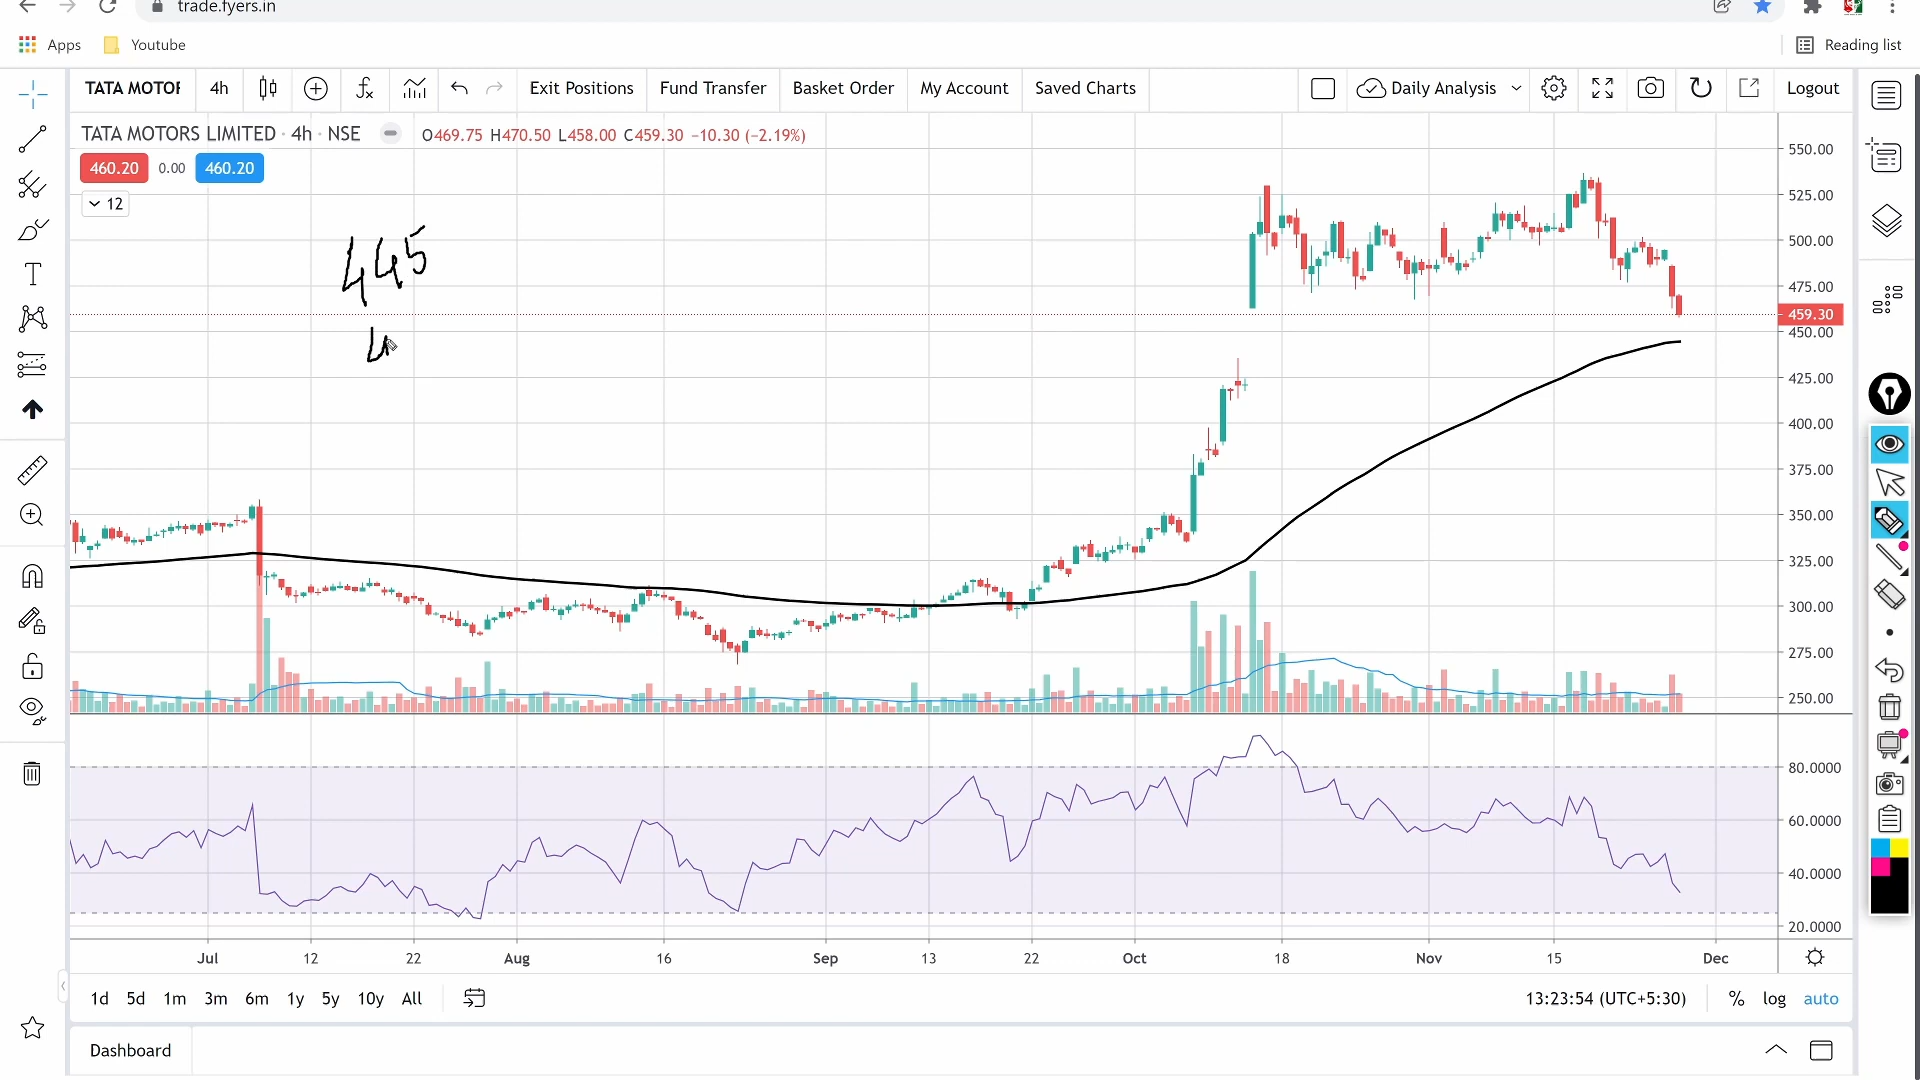 trade.fyers.in
Apps
Youtube
Reading list
TATA MOTOF
4h
Exit Positions
Fund Transfer
Basket Order
My Account
Saved Charts
Daily Analysis
Logout
TATA MOTORS LIMITED · 4h · NSE
O469.75 H470.50 L458.00 C459.30 −10.30 (−2.19%)
460.20 0.00 460.20
12
445
4
550.00
525.00
500.00
475.00
459.30
450.00
425.00
400.00
375.00
350.00
325.00
300.00
275.00
250.00
80.0000
60.0000
40.0000
20.0000
Jul 12 22 Aug 16 Sep 13 22 Oct 18 Nov 15 Dec
1d 5d 1m 3m 6m 1y 5y 10y All
13:23:54 (UTC+5:30)
% log auto
Dashboard